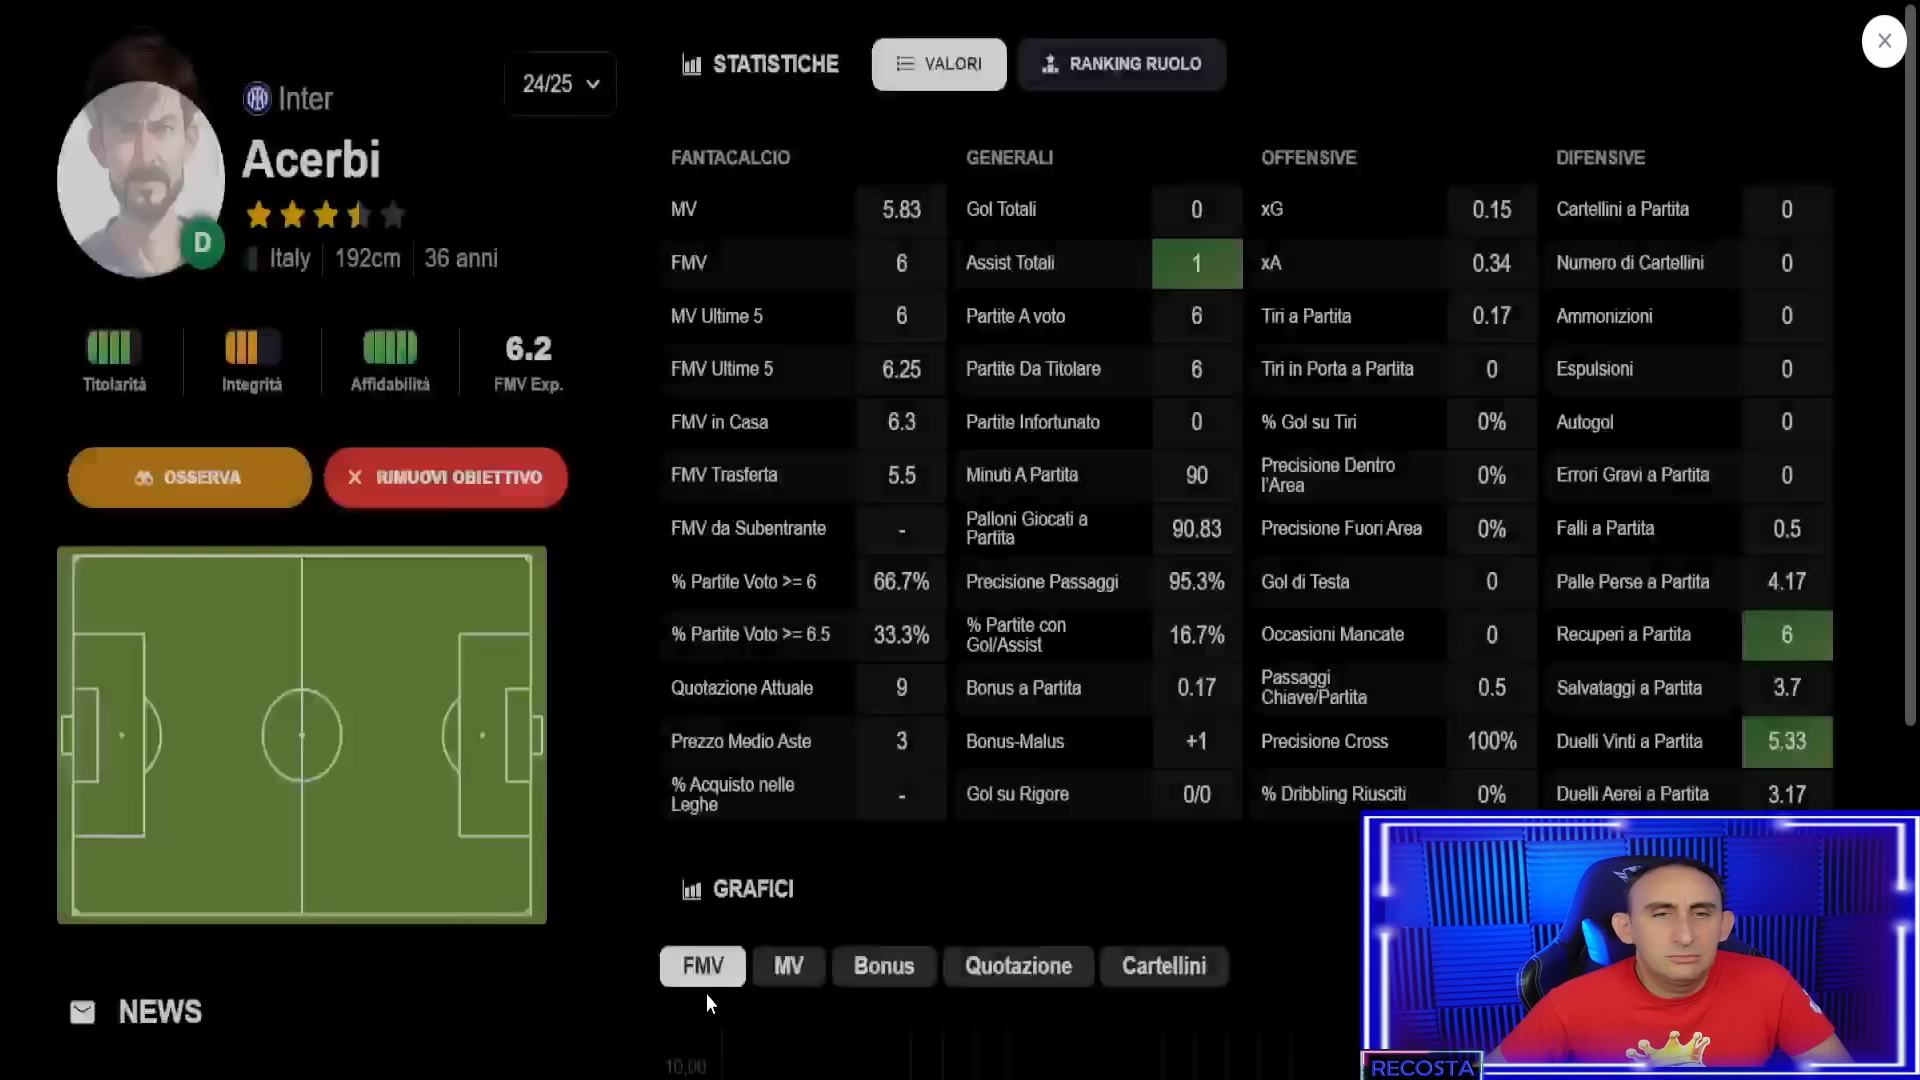 Inter
24/25
Acerbi
D
Italy 192cm 36 anni
Titolarità
Integrità
Affidabilità
6.2
FMV Exp.
OSSERVA
RIMUOVI OBIETTIVO
NEWS
STATISTICHE
VALORI
RANKING RUOLO
FANTACALCIO
MV 5.83
FMV 6
MV Ultime 5 6
FMV Ultime 5 6.25
FMV in Casa 6.3
FMV Trasferta 5.5
FMV da Subentrante -
% Partite Voto >= 6 66.7%
% Partite Voto >= 6.5 33.3%
Quotazione Attuale 9
Prezzo Medio Aste 3
% Acquisto nelle
Leghe -
GENERALI
Gol Totali 0
Assist Totali 1
Partite A voto 6
Partite Da Titolare 6
Partite Infortunato 0
Minuti A Partita 90
Palloni Giocati a
Partita 90.83
Precisione Passaggi 95.3%
% Partite con
Gol/Assist 16.7%
Bonus a Partita 0.17
Bonus-Malus +1
Gol su Rigore 0/0
OFFENSIVE
xG 0.15
xA 0.34
Tiri a Partita 0.17
Tiri in Porta a Partita 0
% Gol su Tiri 0%
Precisione Dentro
l'Area 0%
Precisione Fuori Area 0%
Gol di Testa 0
Occasioni Mancate 0
Passaggi
Chiave/Partita 0.5
Precisione Cross 100%
% Dribbling Riusciti 0%
DIFENSIVE
Cartellini a Partita 0
Numero di Cartellini 0
Ammonizioni 0
Espulsioni 0
Autogol 0
Errori Gravi a Partita 0
Falli a Partita 0.5
Palle Perse a Partita 4.17
Recuperi a Partita 6
Salvataggi a Partita 3.7
Duelli Vinti a Partita 5.33
Duelli Aerei a Partita 3.17
GRAFICI
FMV
MV
Bonus
Quotazione
Cartellini
10,00
RECOSTA